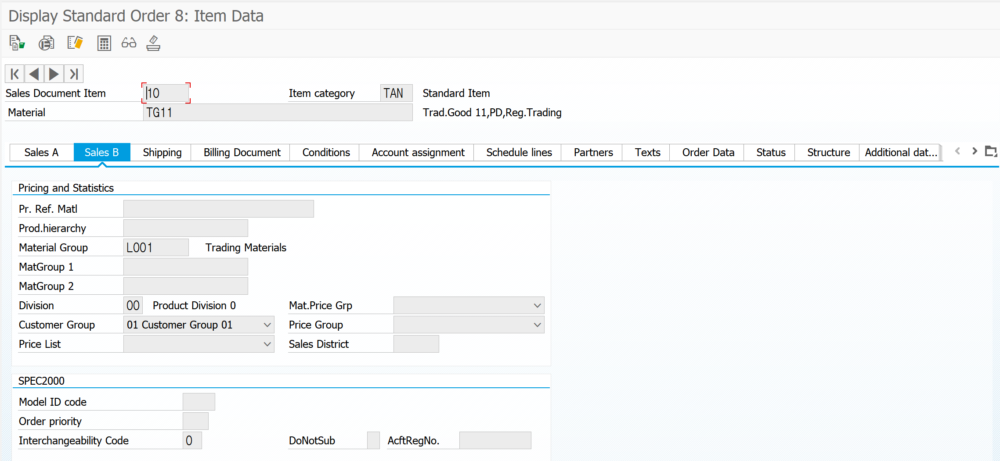 Display Standard Order 8: Item Data
Sales Document Item 10 Item category TAN Standard Item
Material TG11 Trad.Good 11,PD,Reg.Trading
Sales A Sales B Shipping Billing Document Conditions Account assignment Schedule lines Partners Texts Order Data Status Structure Additional dat...
Pricing and Statistics
Pr. Ref. Matl
Prod.hierarchy
Material Group L001 Trading Materials
MatGroup 1
MatGroup 2
Division 00 Product Division 0 Mat.Price Grp
Customer Group 01 Customer Group 01 Price Group
Price List Sales District
SPEC2000
Model ID code
Order priority
Interchangeability Code 0 DoNotSub AcftRegNo.